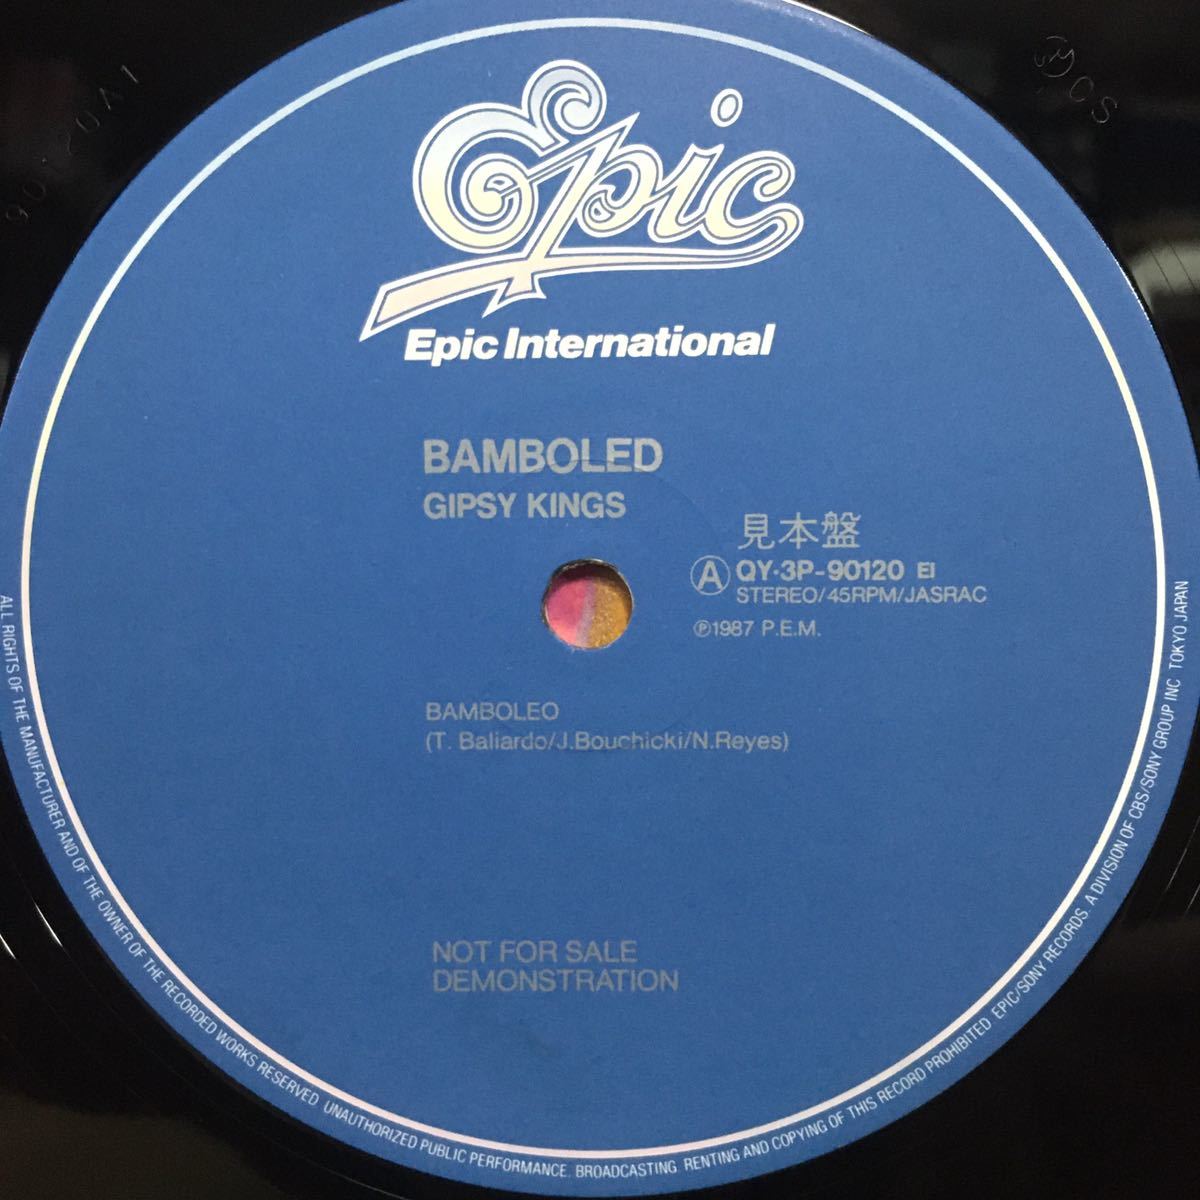 Epic
Epic International
BAMBOLED
GIPSY KINGS
見本盤
Ⓐ QY·3P-90120 EI
STEREO/45RPM/JASRAC
℗1987 P.E.M.
BAMBOLEO
(T. Baliardo/J.Bouchicki/N.Reyes)
NOT FOR SALE
DEMONSTRATION
ALL RIGHTS OF THE MANUFACTURER AND OF THE OWNER OF THE RECORDED WORKS RESERVED. UNAUTHORIZED PUBLIC PERFORMANCE. BROADCASTING. RENTING AND COPYING OF THIS RECORD PROHIBITED. EPIC/SONY RECORDS. A DIVISION OF CBS/SONY GROUP INC. TOKYO JAPAN
CS